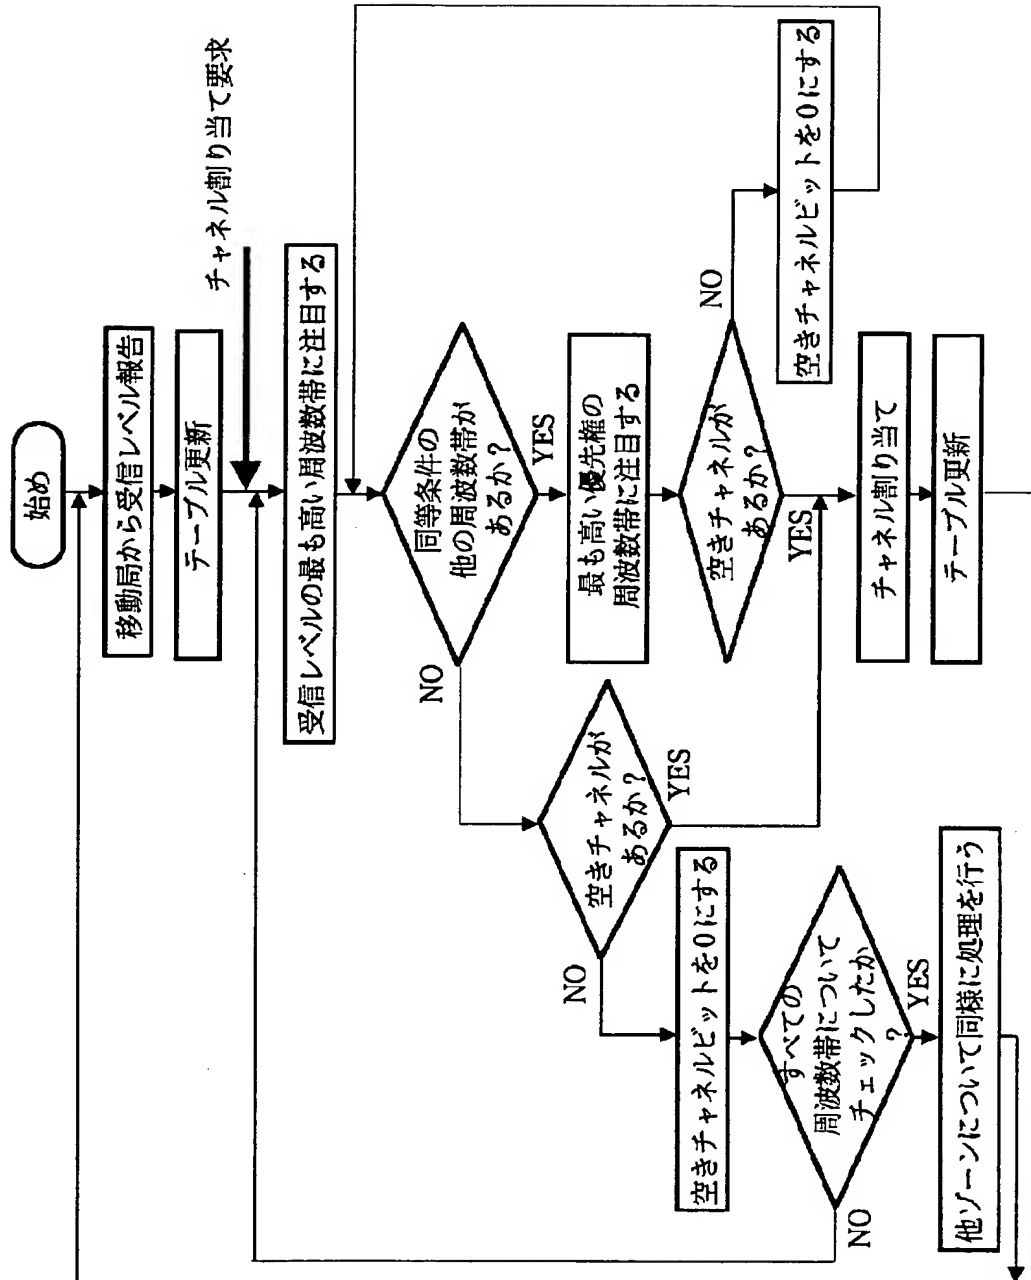 始め
移動局から受信レベル報告
テーブル更新
チャネル割り当て要求
受信レベルの最も高い周波数帯に注目する
同等条件の
他の周波数帯が
あるか?
NO
YES
最も高い優先権の
周波数帯に注目する
空きチャネルが
あるか?
NO
YES
空きチャネルビットを0にする
空きチャネルが
あるか?
NO
YES
チャネル割り当て
テーブル更新
空きチャネルビットを0にする
すべての
周波数帯について
チェックしたか
?
NO
YES
他ゾーンについて同様に処理を行う